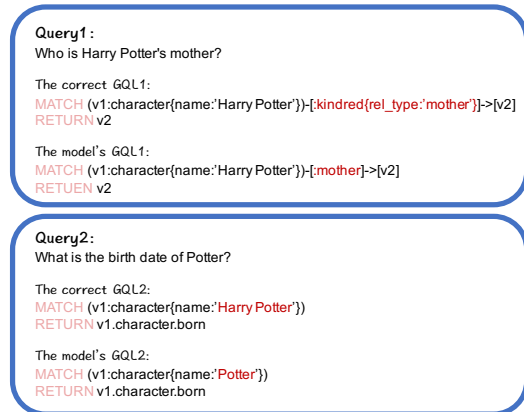 Query1:
Who is Harry Potter's mother?
The correct GQL1:
MATCH (v1:character{name:'Harry Potter'})-[:kindred{rel_type:'mother'}]->[v2]
RETURN v2
The model's GQL1:
MATCH (v1:character{name:'Harry Potter'})-[:mother]->[v2]
RETUEN v2
Query2:
What is the birth date of Potter?
The correct GQL2:
MATCH (v1:character{name:'Harry Potter'})
RETURN v1.character.born
The model's GQL2:
MATCH (v1:character{name:'Potter'})
RETURN v1.character.born